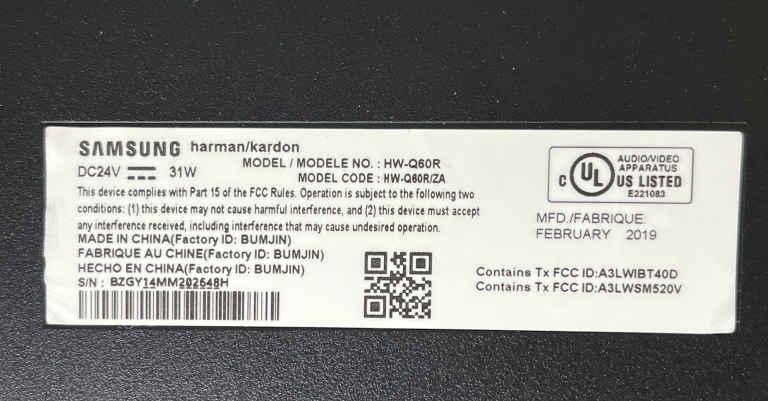 SAMSUNG harman/kardon
DC24V 31W
MODEL / MODELE NO. : HW-Q60R
MODEL CODE : HW-Q60R/ZA
This device complies with Part 15 of the FCC Rules. Operation is subject to the following two
conditions: (1) this device may not cause harmful interference, and (2) this device must accept
any interference received, including interference that may cause undesired operation.
MADE IN CHINA(Factory ID: BUMJIN)
FABRIQUE AU CHINE(Factory ID: BUMJIN)
HECHO EN CHINA(Factory ID: BUMJIN)
S/N : BZGY14MM202648H
C UL US LISTED
AUDIO/VIDEO
APPARATUS
E221083
MFD./FABRIQUE:
FEBRUARY 2019
Contains Tx FCC ID:A3LWIBT40D
Contains Tx FCC ID:A3LWSM520V